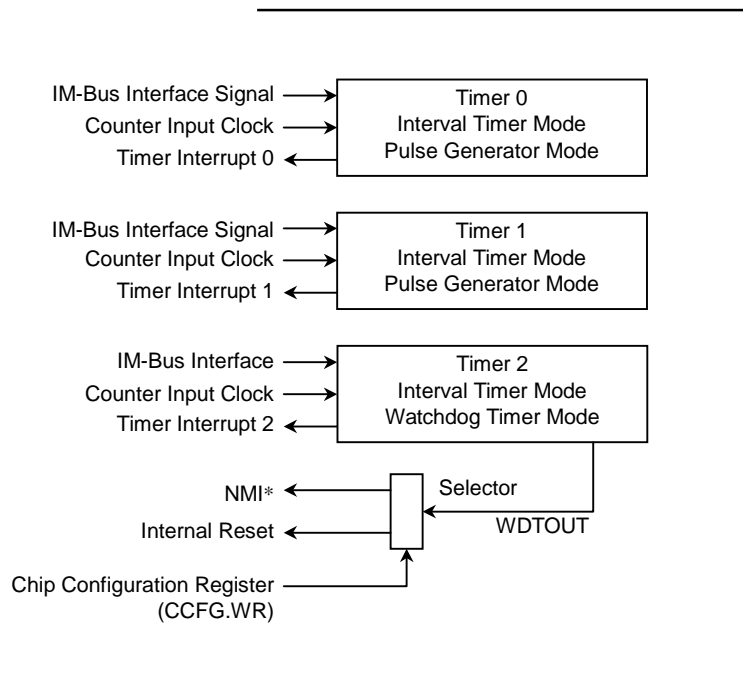 IM-Bus Interface Signal
Counter Input Clock
Timer Interrupt 0
Timer 0
Interval Timer Mode
Pulse Generator Mode
IM-Bus Interface Signal
Counter Input Clock
Timer Interrupt 1
Timer 1
Interval Timer Mode
Pulse Generator Mode
IM-Bus Interface
Counter Input Clock
Timer Interrupt 2
Timer 2
Interval Timer Mode
Watchdog Timer Mode
NMI*
Selector
Internal Reset
WDTOUT
Chip Configuration Register
(CCFG.WR)